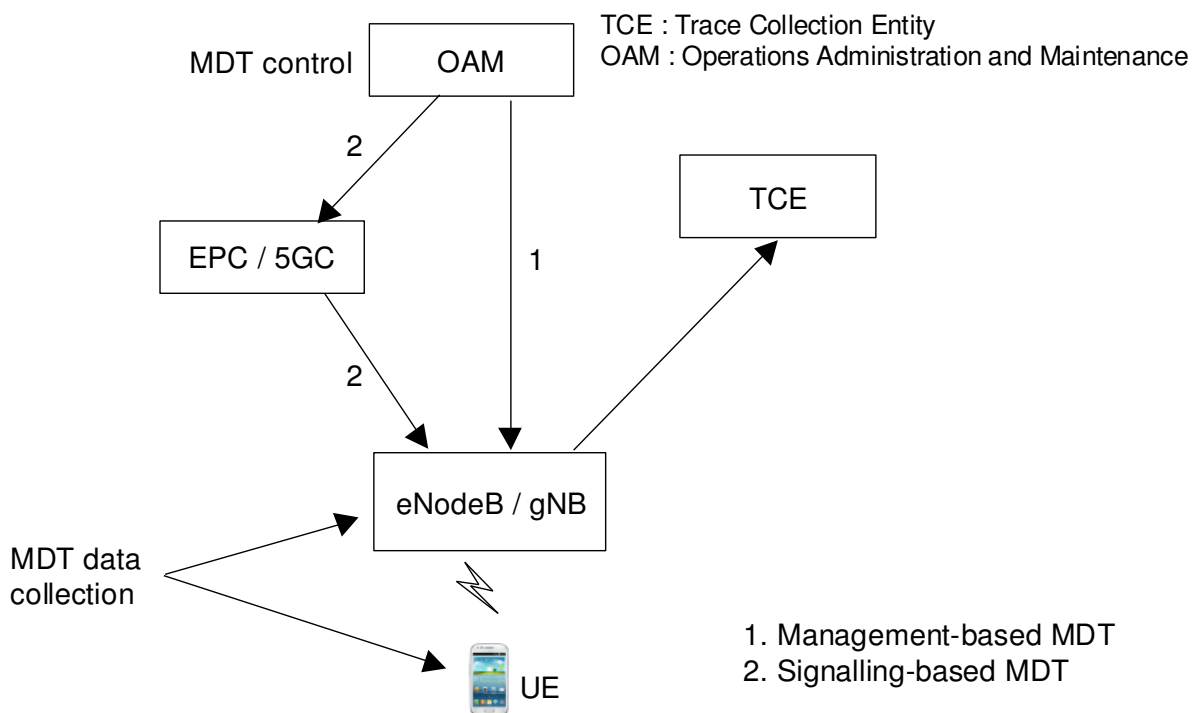 TCE : Trace Collection Entity
OAM : Operations Administration and Maintenance
MDT control
OAM
2
TCE
EPC / 5GC
1
2
eNodeB / gNB
MDT data
collection
UE
1. Management-based MDT
2. Signalling-based MDT